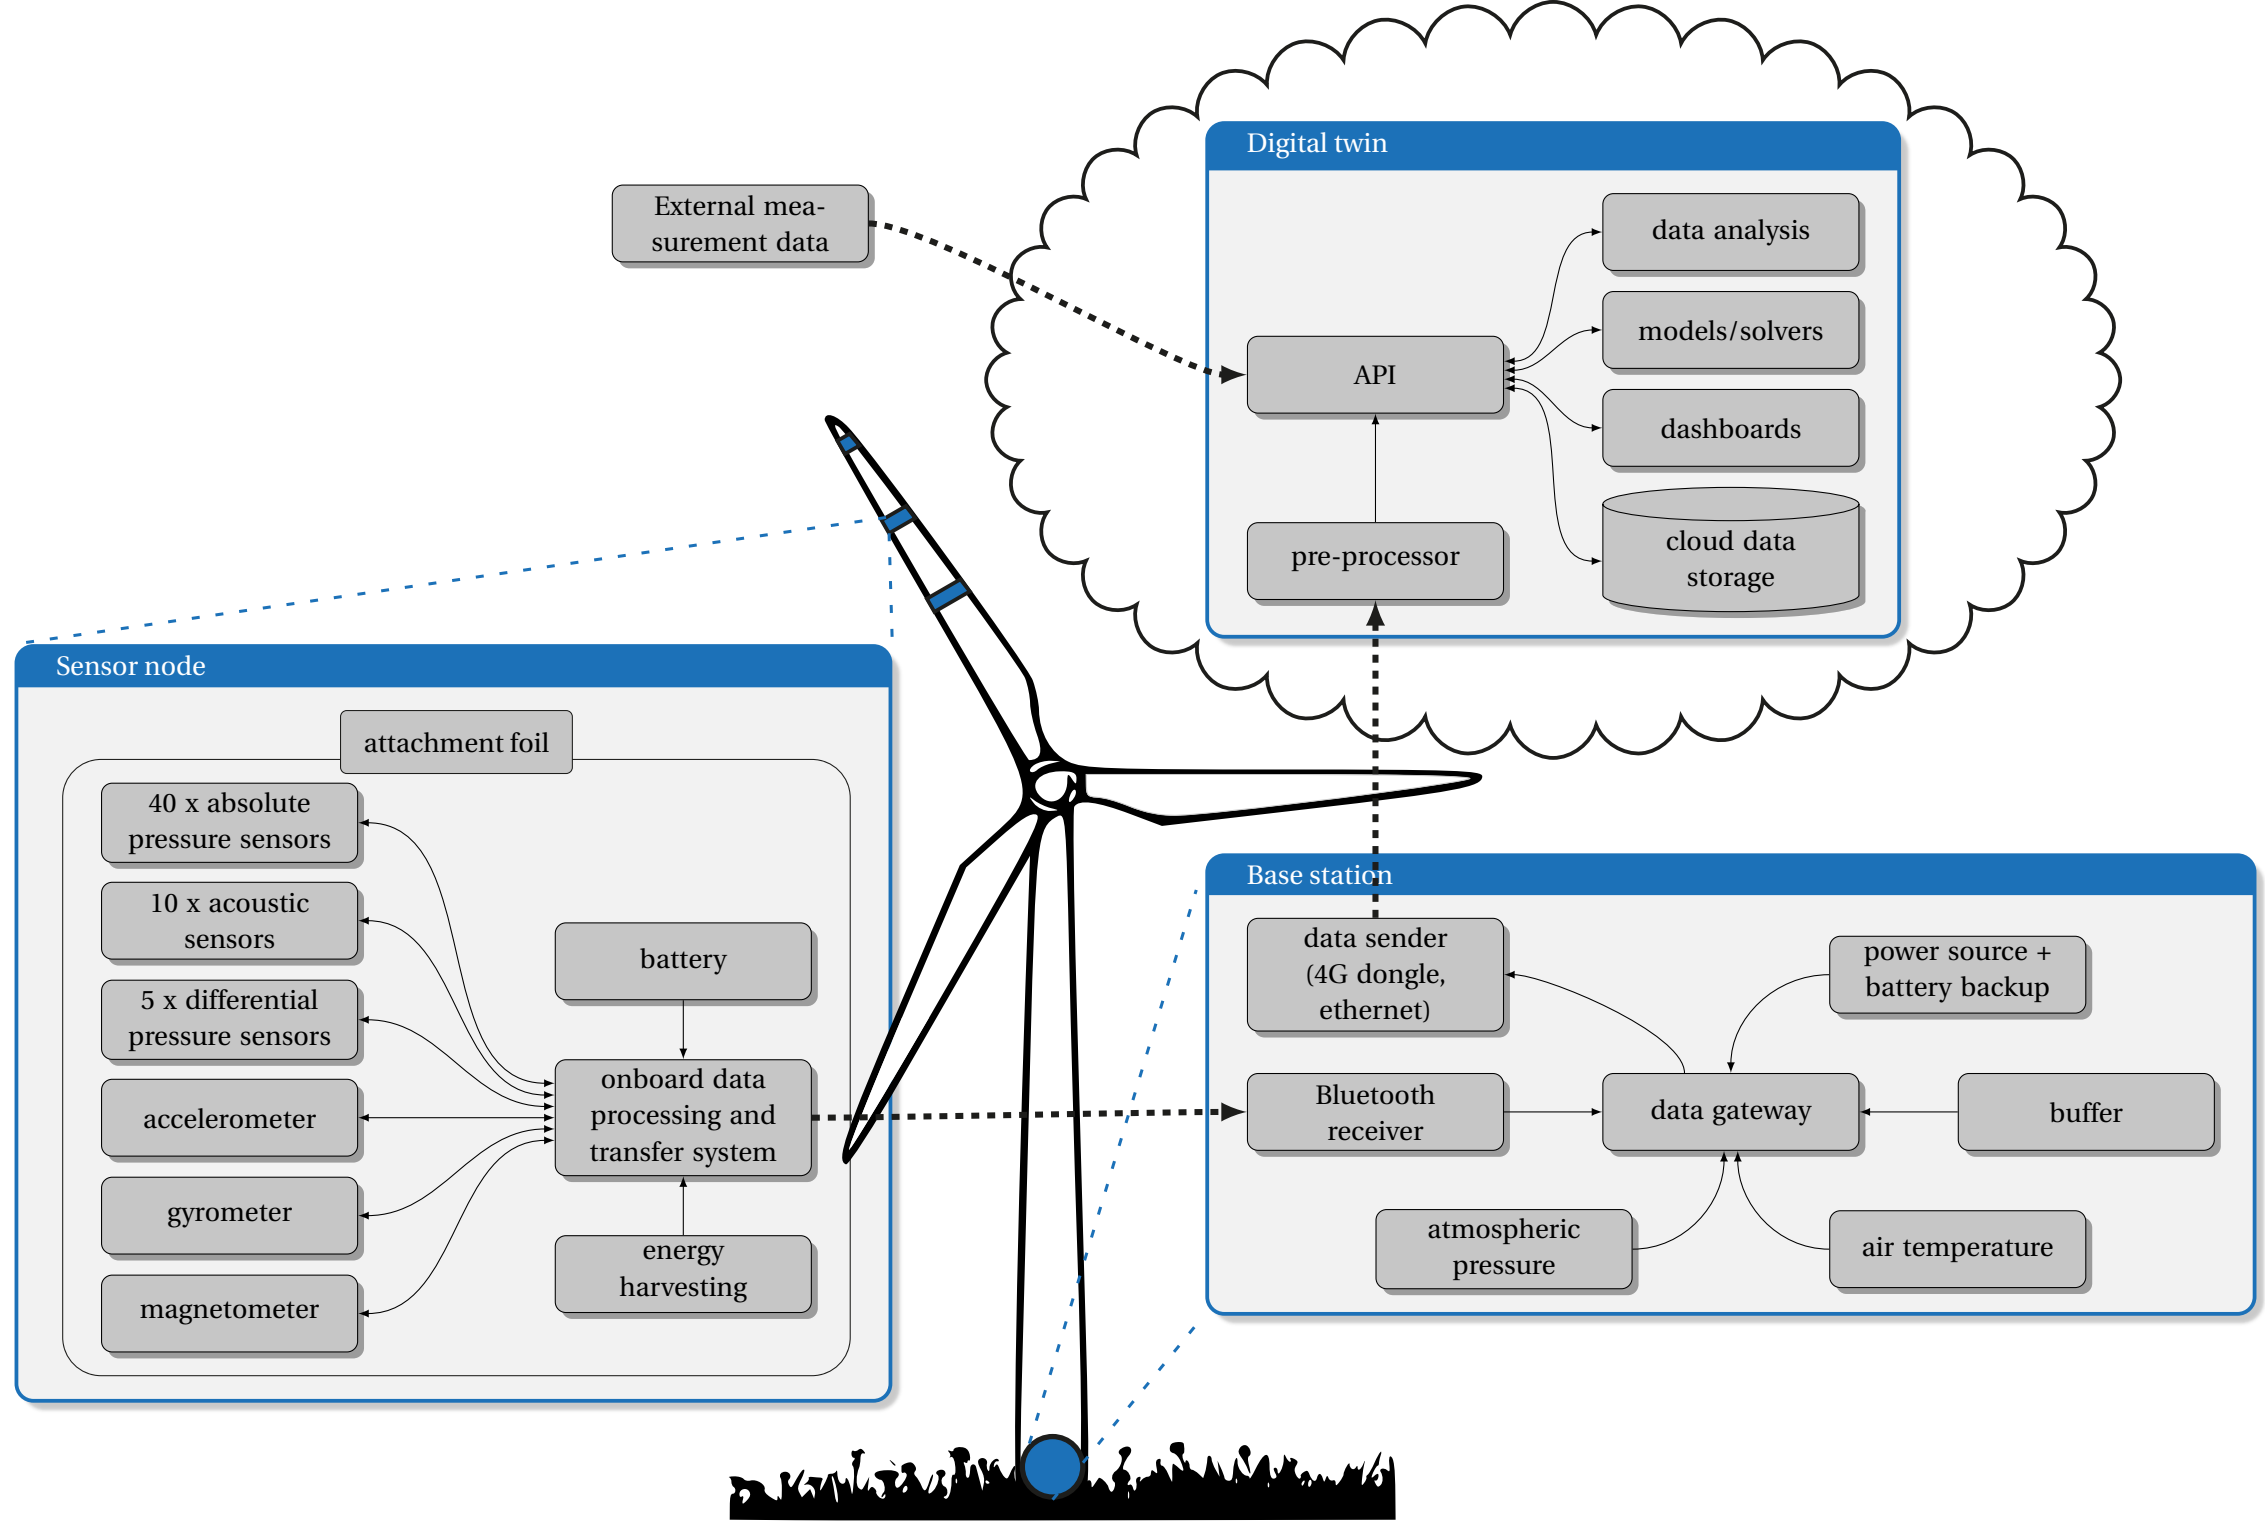 Digital twin
External mea-
surement data
data analysis
models/solvers
API
dashboards
cloud data
storage
pre-processor
Sensor node
attachment foil
40 x absolute
pressure sensors
10 x acoustic
sensors
5 x differential
pressure sensors
accelerometer
gyrometer
magnetometer
battery
onboard data
processing and
transfer system
energy
harvesting
Base station
data sender
(4G dongle,
ethernet)
power source +
battery backup
Bluetooth
receiver
data gateway
buffer
atmospheric
pressure
air temperature